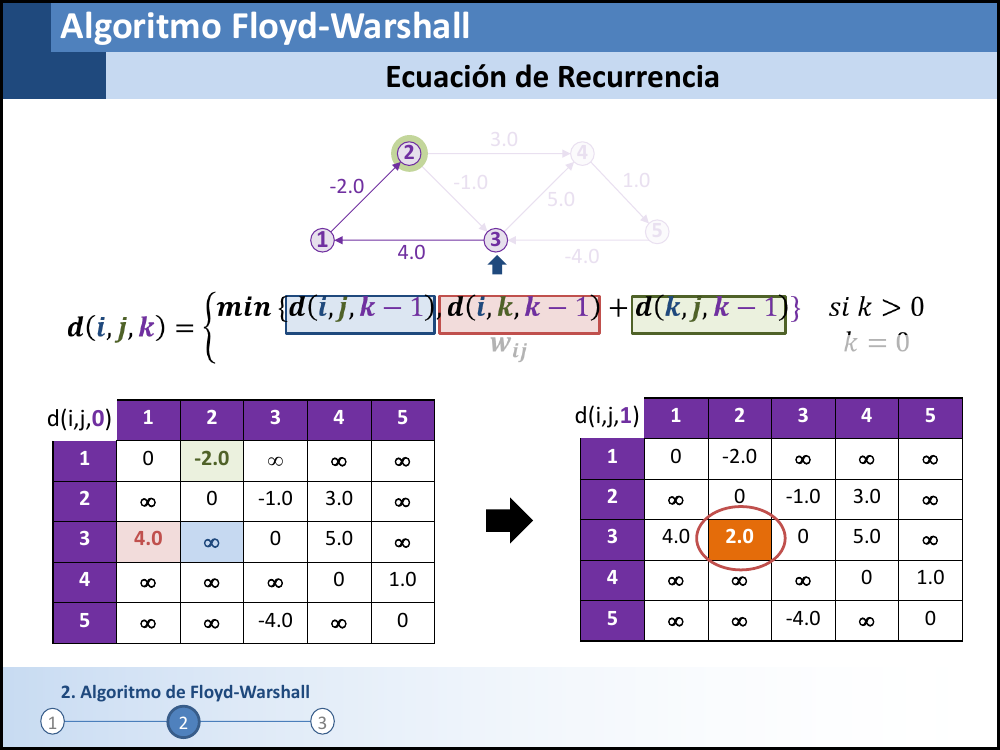 Algoritmo Floyd-Warshall
Ecuación de Recurrencia
3.0
2
4
-2.0
-1.0
5.0
1.0
1
3
5
4.0
-4.0
d(i, j, k) = { min {d(i, j, k − 1), d(i, k, k − 1) + d(k, j, k − 1)} si k > 0
w_{ij} k = 0
d(i,j,0) 1 2 3 4 5
1 0 -2.0 ∞ ∞ ∞
2 ∞ 0 -1.0 3.0 ∞
3 4.0 ∞ 0 5.0 ∞
4 ∞ ∞ ∞ 0 1.0
5 ∞ ∞ -4.0 ∞ 0
d(i,j,1) 1 2 3 4 5
1 0 -2.0 ∞ ∞ ∞
2 ∞ 0 -1.0 3.0 ∞
3 4.0 2.0 0 5.0 ∞
4 ∞ ∞ ∞ 0 1.0
5 ∞ ∞ -4.0 ∞ 0
2. Algoritmo de Floyd-Warshall
1 2 3